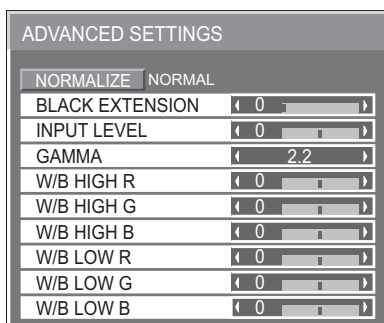 ADVANCED SETTINGS
NORMALIZE NORMAL
BLACK EXTENSION 0
INPUT LEVEL 0
GAMMA 2.2
W/B HIGH R 0
W/B HIGH G 0
W/B HIGH B 0
W/B LOW R 0
W/B LOW G 0
W/B LOW B 0